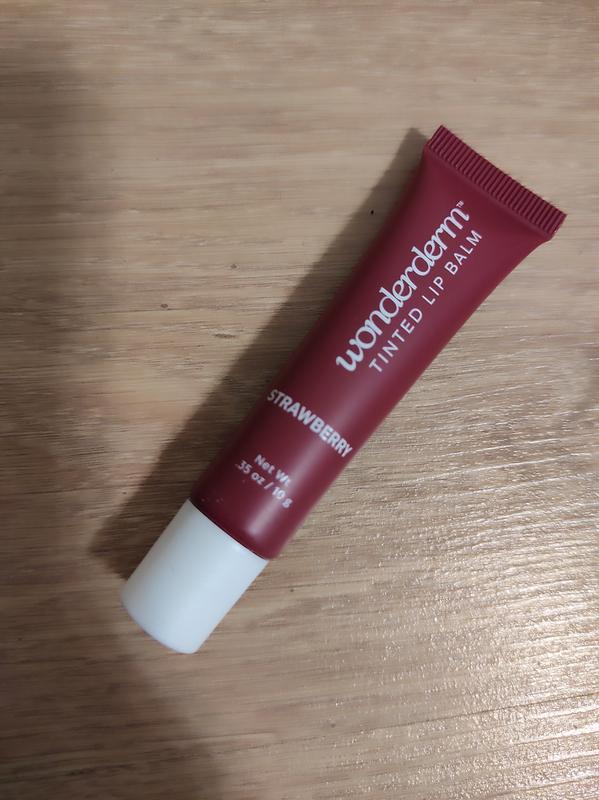 wonderderm™
TINTED LIP BALM
STRAWBERRY
Net Wt.
.35 oz / 10 g